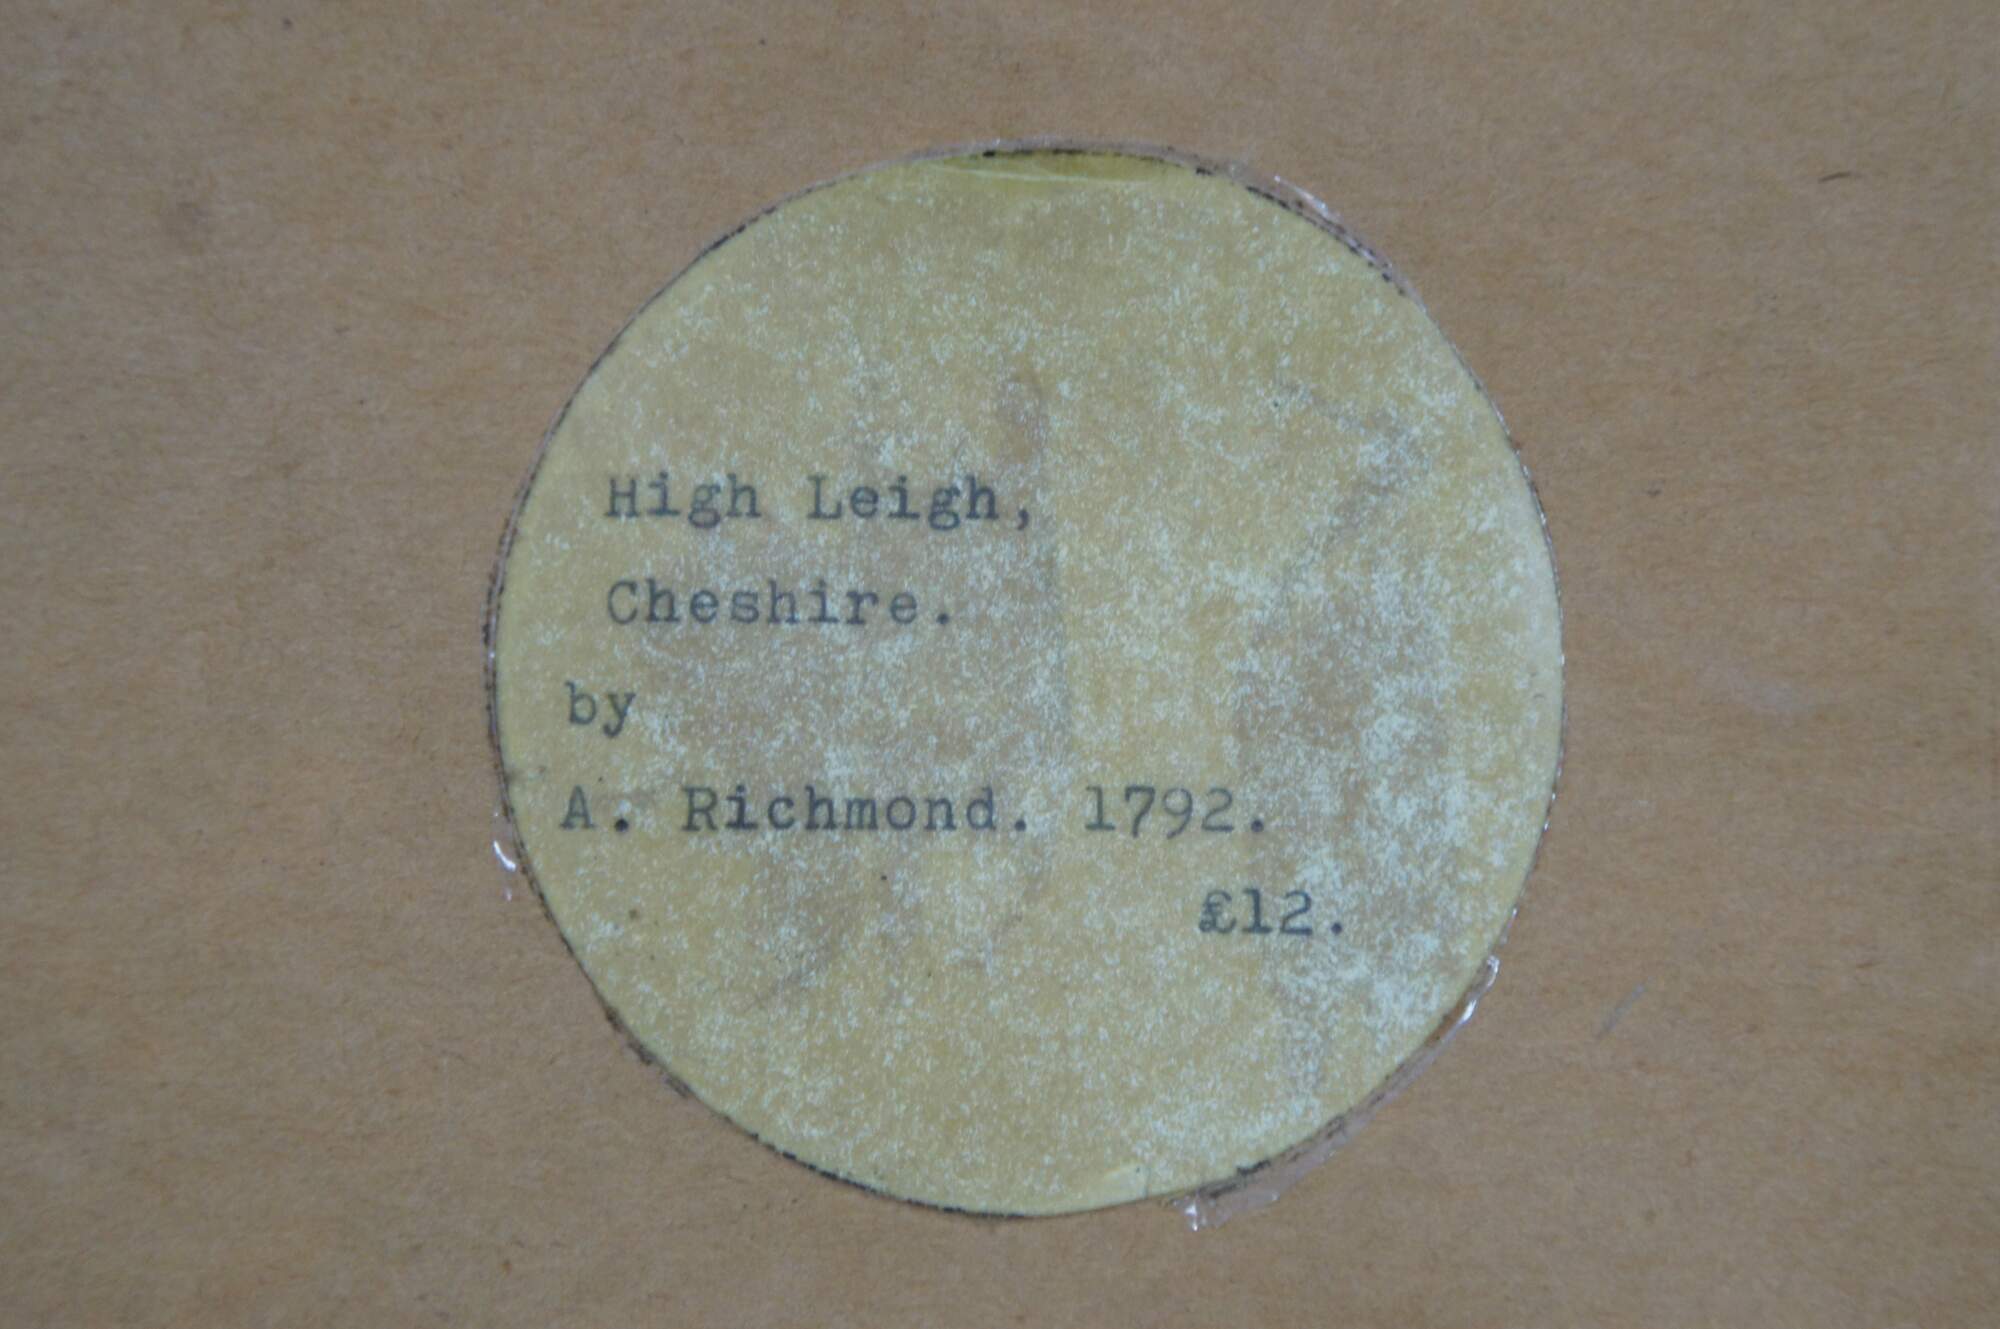 High Leigh,
Cheshire.
by
A. Richmond. 1792.
£12.